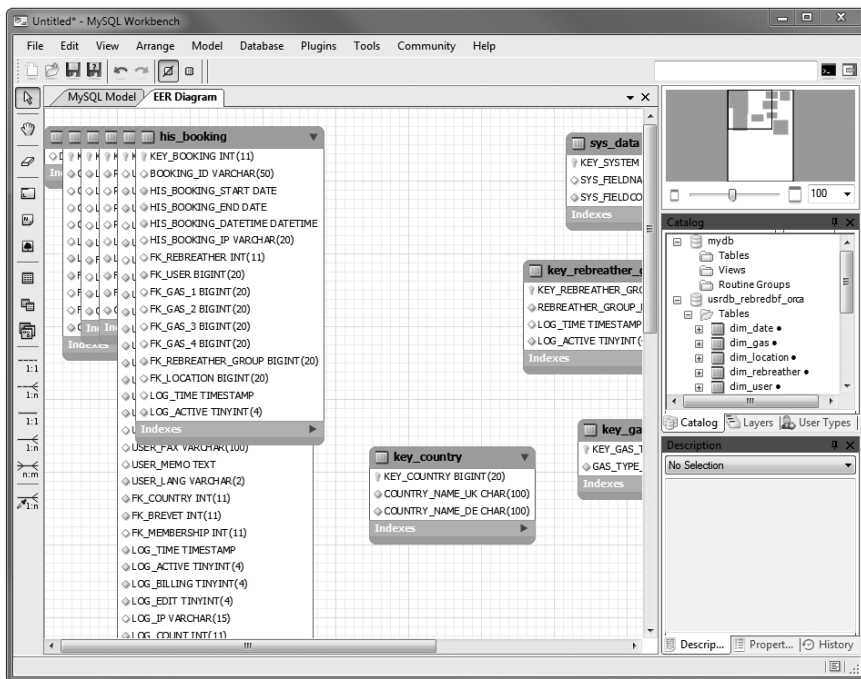 Untitled* - MySQL Workbench
File Edit View Arrange Model Database Plugins Tools Community Help
MySQL Model EER Diagram
his_booking
KEY_BOOKING INT(11)
BOOKING_ID VARCHAR(50)
HIS_BOOKING_START DATE
HIS_BOOKING_END DATE
HIS_BOOKING_DATETIME DATETIME
HIS_BOOKING_IP VARCHAR(20)
FK_REBREATHER INT(11)
FK_USER BIGINT(20)
FK_GAS_1 BIGINT(20)
FK_GAS_2 BIGINT(20)
FK_GAS_3 BIGINT(20)
FK_GAS_4 BIGINT(20)
FK_REBREATHER_GROUP BIGINT(20)
FK_LOCATION BIGINT(20)
LOG_TIME TIMESTAMP
LOG_ACTIVE TINYINT(4)
Indexes
USER_FAX VARCHAR(100)
USER_MEMO TEXT
USER_LANG VARCHAR(2)
FK_COUNTRY INT(11)
FK_BREVET INT(11)
FK_MEMBERSHIP INT(11)
LOG_TIME TIMESTAMP
LOG_ACTIVE TINYINT(4)
LOG_BILLING TINYINT(4)
LOG_EDIT TINYINT(4)
LOG_IP VARCHAR(15)
LOG_COUNT INT(11)
Indexes
key_country
KEY_COUNTRY BIGINT(20)
COUNTRY_NAME_UK CHAR(100)
COUNTRY_NAME_DE CHAR(100)
Indexes
sys_data
KEY_SYSTEM
SYS_FIELDNA
SYS_FIELDCO
Indexes
key_rebreather_
KEY_REBREATHER_GRO
REBREATHER_GROUP_
LOG_TIME TIMESTAMP
LOG_ACTIVE TINYINT(
Indexes
key_ga
KEY_GAS_T
GAS_TYPE_
Indexes
1:1
1:n
1:1
1:n
n:m
1:n
100
Catalog
mydb
Tables
Views
Routine Groups
usrdb_rebredbf_orca
Tables
dim_date
dim_gas
dim_location
dim_rebreather
dim_user
Catalog Layers User Types
Description
No Selection
Descrip... Propert... History